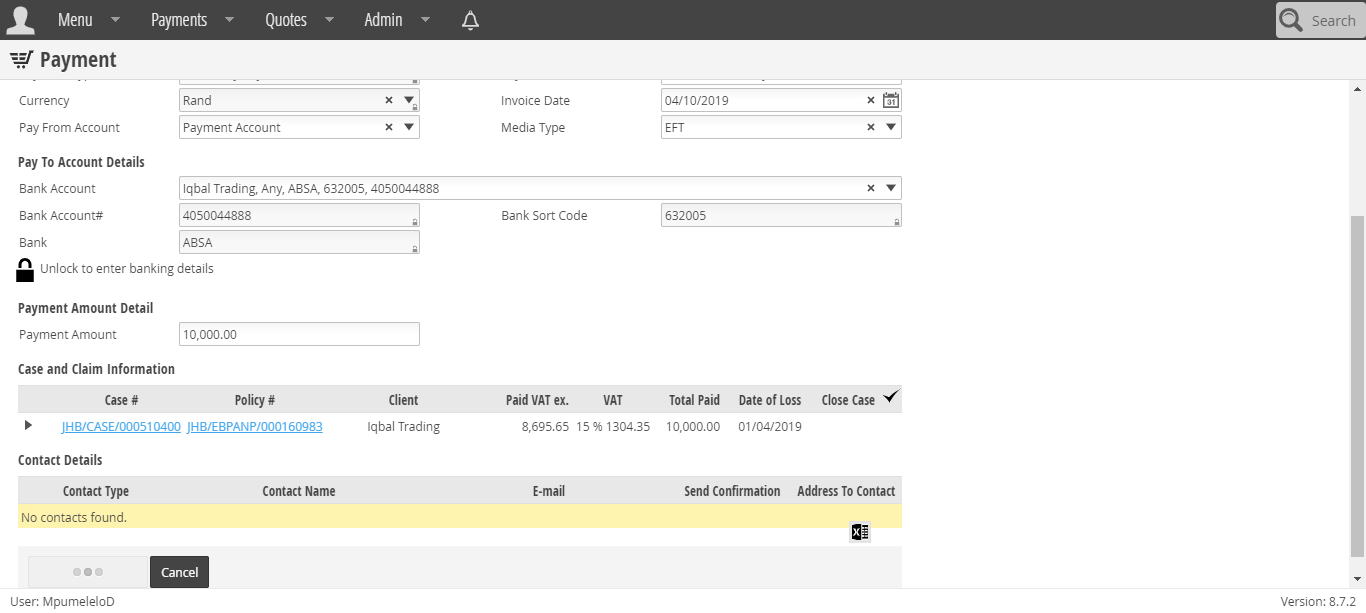 Menu Payments Quotes Admin Search
Payment
Currency Rand Invoice Date 04/10/2019 31
Pay From Account Payment Account Media Type EFT
Pay To Account Details
Bank Account Iqbal Trading, Any, ABSA, 632005, 4050044888
Bank Account# 4050044888 Bank Sort Code 632005
Bank ABSA
Unlock to enter banking details
Payment Amount Detail
Payment Amount 10,000.00
Case and Claim Information
Case # Policy # Client Paid VAT ex. VAT Total Paid Date of Loss Close Case
JHB/CASE/000510400 JHB/EBPANP/000160983 Iqbal Trading 8,695.65 15 % 1304.35 10,000.00 01/04/2019
Contact Details
Contact Type Contact Name E-mail Send Confirmation Address To Contact
No contacts found.
Cancel
User: MpumeleloD Version: 8.7.2